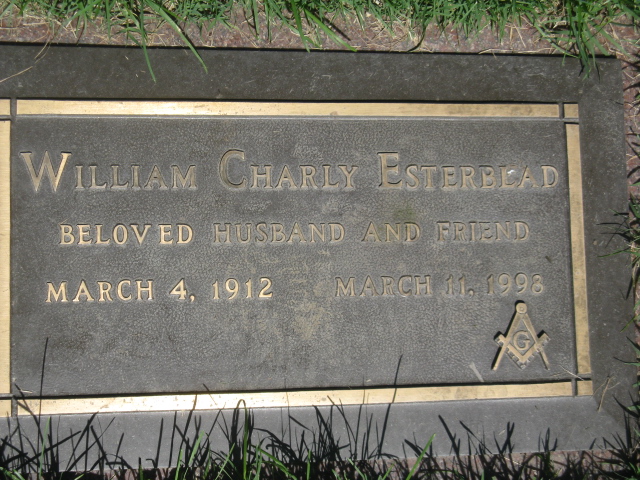 William Charly Esterblad
BELOVED HUSBAND AND FRIEND
MARCH 4, 1912 MARCH 11, 1998
G